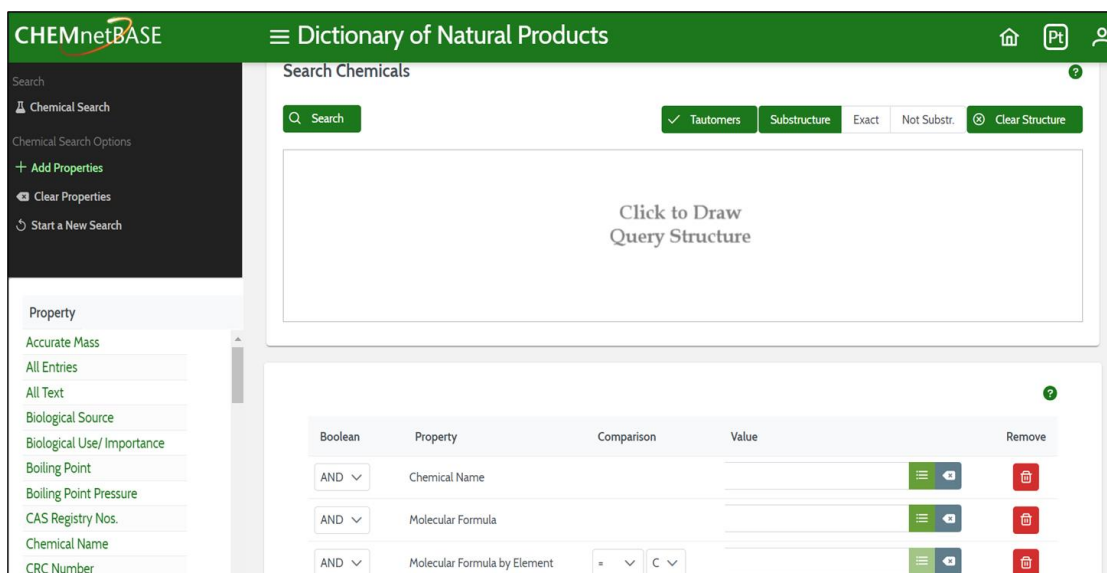 CHEMnetBASE
Dictionary of Natural Products
Pt
Search
Chemical Search
Chemical Search Options
Add Properties
Clear Properties
Start a New Search
Property
Accurate Mass
All Entries
All Text
Biological Source
Biological Use/ Importance
Boiling Point
Boiling Point Pressure
CAS Registry Nos.
Chemical Name
CRC Number
Search Chemicals
?
Search
Tautomers Substructure Exact Not Substr. Clear Structure
Click to Draw
Query Structure
?
Boolean Property Comparison Value Remove
AND Chemical Name
AND Molecular Formula
AND Molecular Formula by Element = C